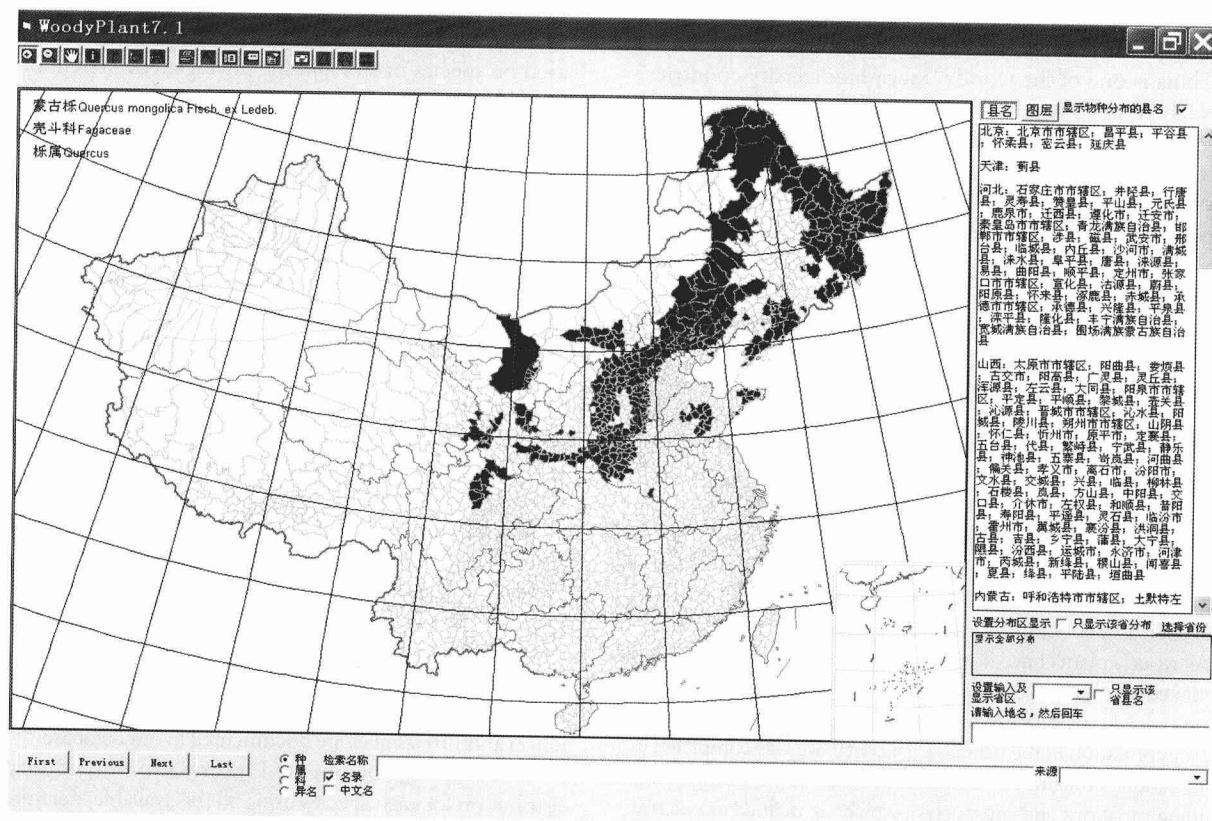 WoodyPlant7.1
蒙古栎Quercus mongolica Fisch. ex Ledeb.
壳斗科Fagaceae
栎属Quercus
县名 图层 显示物种分布的县名
北京: 北京市市辖区; 昌平县; 平谷县
; 怀柔县; 密云县; 延庆县
天津: 蓟县
河北: 石家庄市市辖区; 井陉县; 行唐
县; 灵寿县; 赞皇县; 平山县; 元氏县
; 鹿泉市; 迁西县; 遵化市; 迁安市;
秦皇岛市市辖区; 青龙满族自治县; 邯
郸市市辖区; 涉县; 磁县; 武安市; 邢
台县; 临城县; 内丘县; 沙河市; 满城
县; 涞水县; 阜平县; 唐县; 涞源县;
易县; 曲阳县; 顺平县; 定州市; 张家
口市市辖区; 宣化县; 沽源县; 蔚县;
阳原县; 怀来县; 涿鹿县; 赤城县; 承
德市市辖区; 承德县; 兴隆县; 平泉县
; 滦平县; 隆化县; 丰宁满族自治县;
宽城满族自治县; 围场满族蒙古族自治
县
山西: 太原市市辖区; 阳曲县; 娄烦县
; 古交市; 阳高县; 广灵县; 灵丘县;
浑源县; 左云县; 大同县; 阳泉市市辖
区; 平定县; 平顺县; 黎城县; 壶关县
; 沁源县; 晋城市市辖区; 沁水县; 阳
城县; 陵川县; 朔州市市辖区; 山阴县
; 怀仁县; 忻州市; 原平市; 定襄县;
五台县; 代县; 繁峙县; 宁武县; 静乐
县; 神池县; 五寨县; 岢岚县; 河曲县
; 偏关县; 孝义市; 离石市; 汾阳市;
文水县; 交城县; 兴县; 临县; 柳林县
; 石楼县; 岚县; 方山县; 中阳县; 交
口县; 介休市; 左权县; 和顺县; 昔阳
县; 寿阳县; 平遥县; 灵石县; 临汾市
; 霍州市; 翼城县; 襄汾县; 洪洞县;
古县; 吉县; 乡宁县; 蒲县; 大宁县;
隰县; 汾西县; 运城市; 永济市; 河津
市; 芮城县; 新绛县; 稷山县; 闻喜县
; 夏县; 绛县; 平陆县; 垣曲县
内蒙古: 呼和浩特市市辖区; 土默特左
设置分布区显示 只显示该省分布 选择省份
显示全部分布
设置输入及 只显示该
显示省区 省县名
请输入地名,然后回车
First Previous Next Last
种 检索名称
属 名录
科 中文名
异名
来源